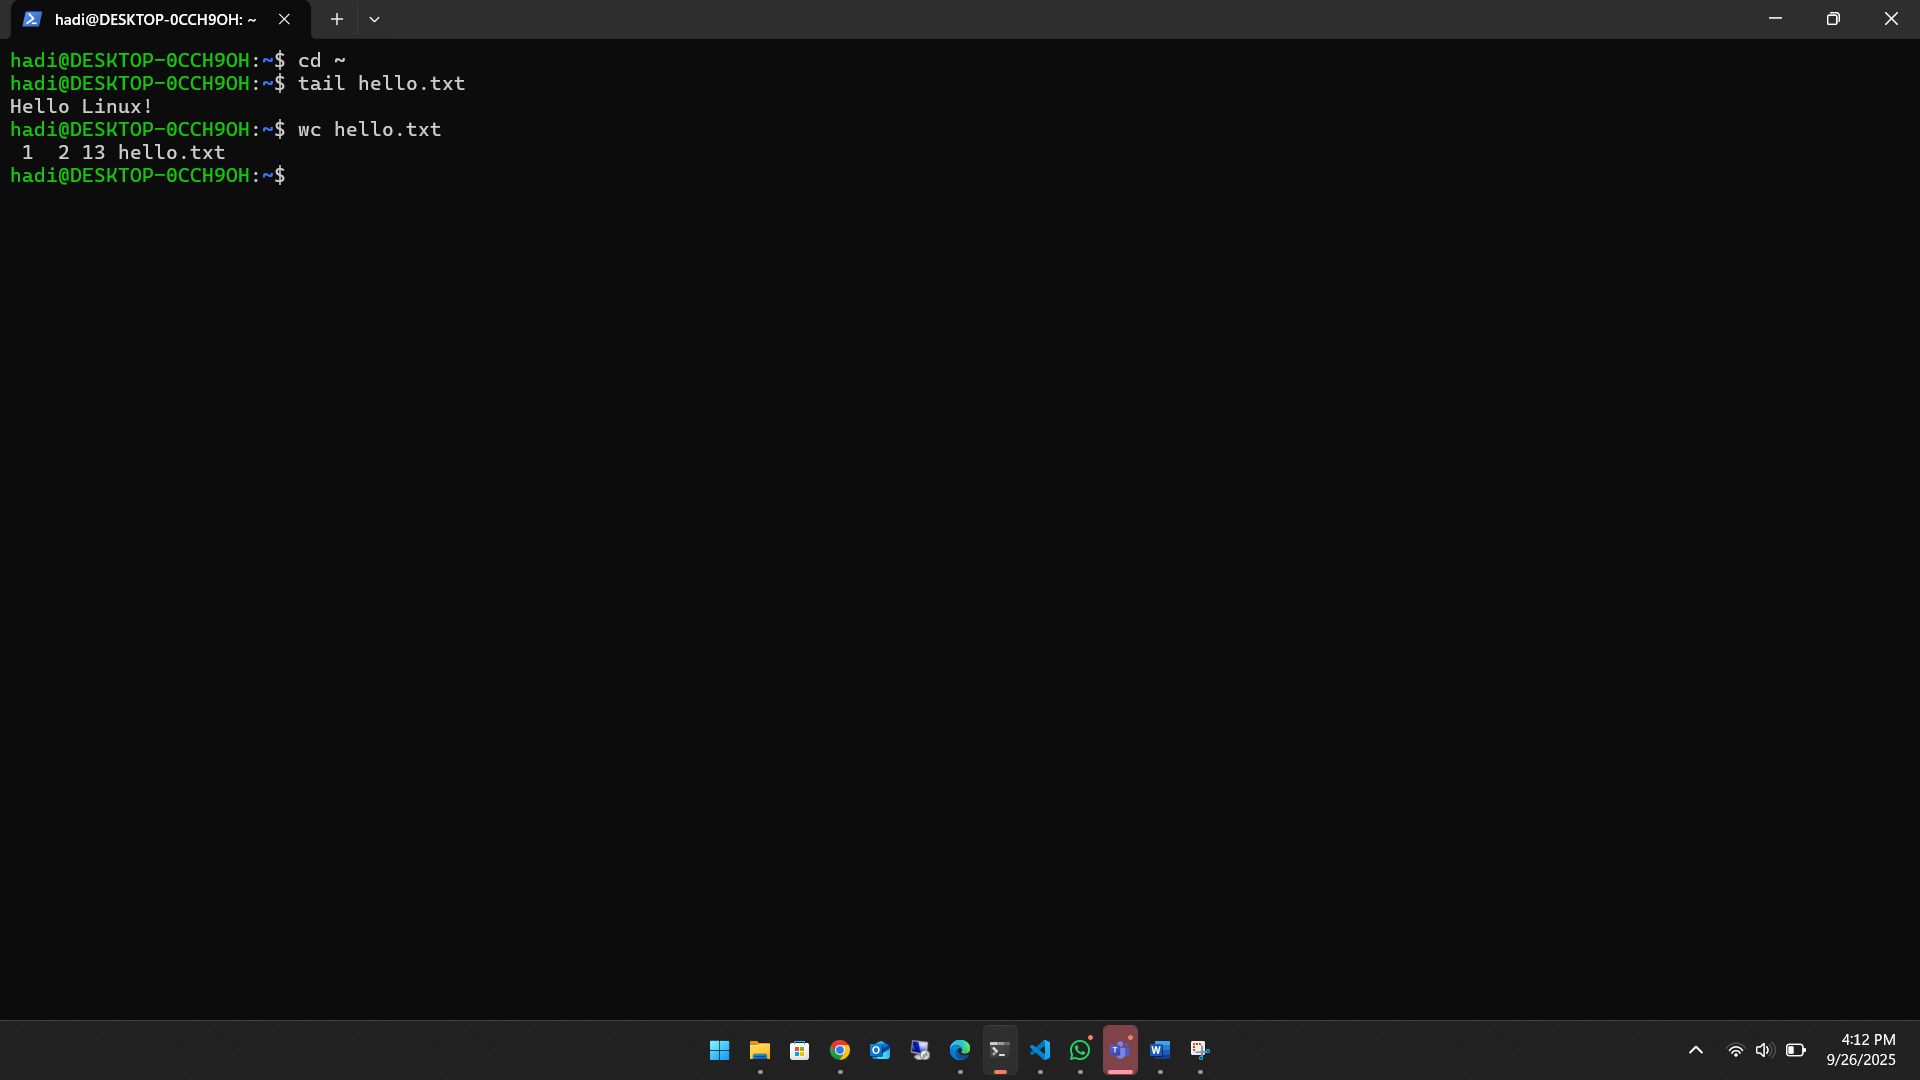 hadi@DESKTOP-0CCH9OH: ~
hadi@DESKTOP-0CCH9OH:~$ cd ~
hadi@DESKTOP-0CCH9OH:~$ tail hello.txt
Hello Linux!
hadi@DESKTOP-0CCH9OH:~$ wc hello.txt
 1  2 13 hello.txt
hadi@DESKTOP-0CCH9OH:~$
4:12 PM
9/26/2025